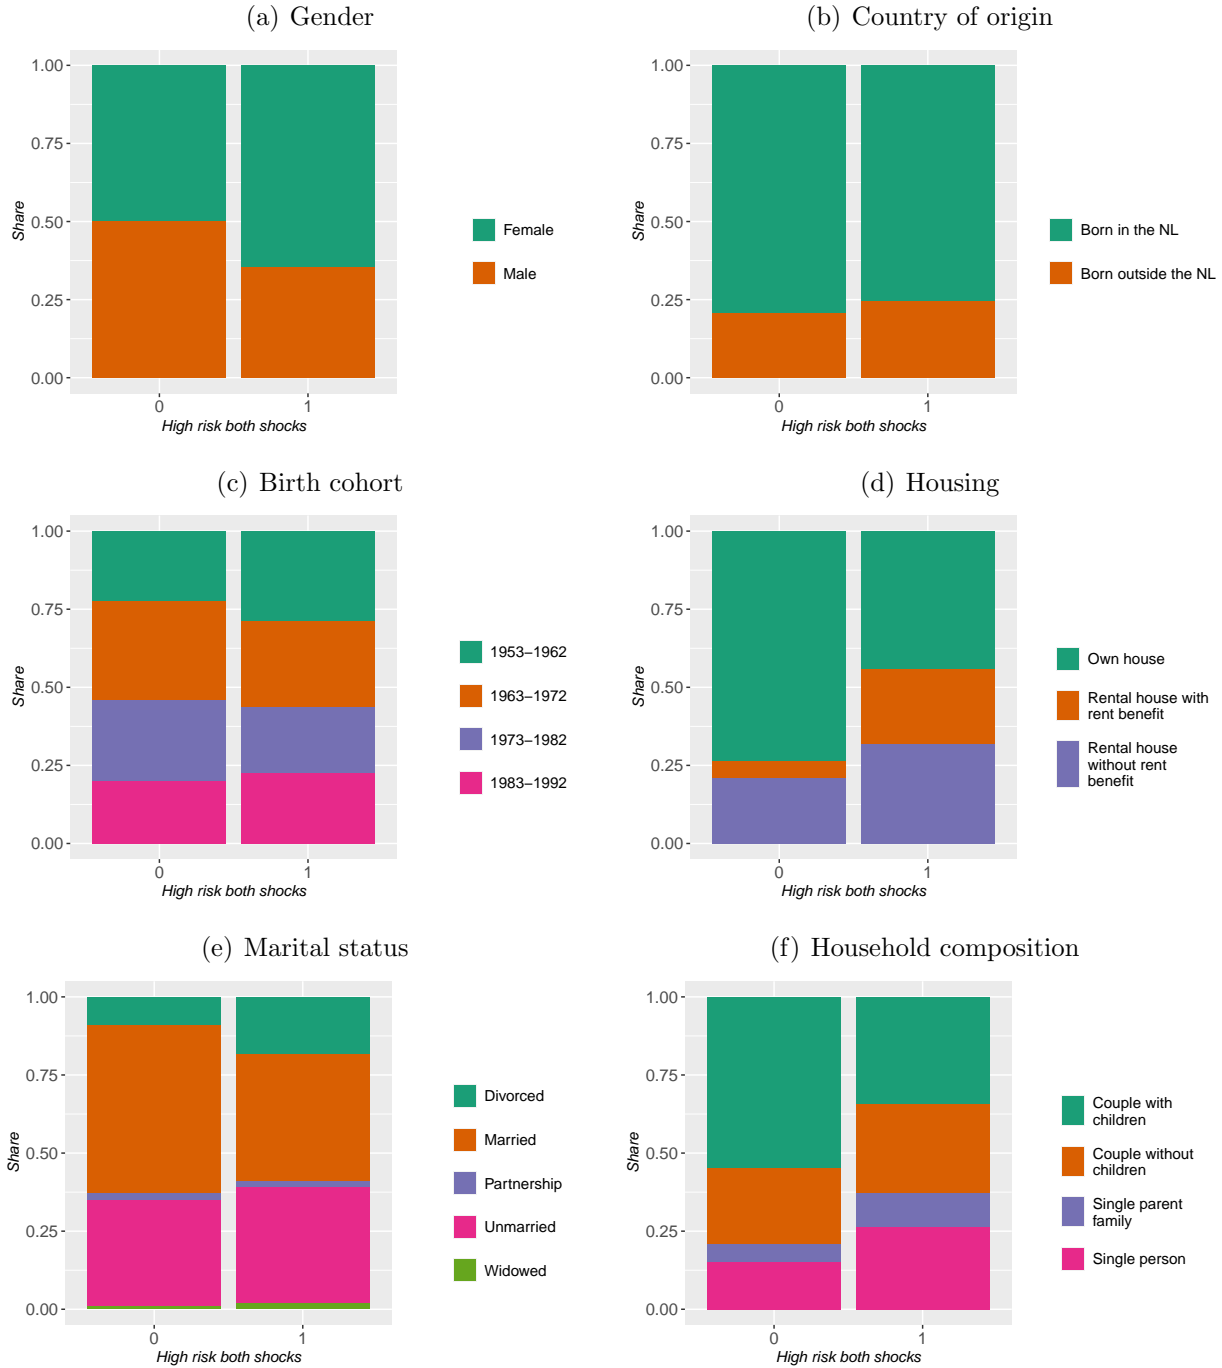 (a) Gender
1.00
0.75
0.50
0.25
0.00
Share
0 1
High risk both shocks
Female
Male
(b) Country of origin
1.00
0.75
0.50
0.25
0.00
Share
0 1
High risk both shocks
Born in the NL
Born outside the NL
(c) Birth cohort
1.00
0.75
0.50
0.25
0.00
Share
0 1
High risk both shocks
1953–1962
1963–1972
1973–1982
1983–1992
(d) Housing
1.00
0.75
0.50
0.25
0.00
Share
0 1
High risk both shocks
Own house
Rental house with
rent benefit
Rental house
without rent
benefit
(e) Marital status
1.00
0.75
0.50
0.25
0.00
Share
0 1
High risk both shocks
Divorced
Married
Partnership
Unmarried
Widowed
(f) Household composition
1.00
0.75
0.50
0.25
0.00
Share
0 1
High risk both shocks
Couple with
children
Couple without
children
Single parent
family
Single person